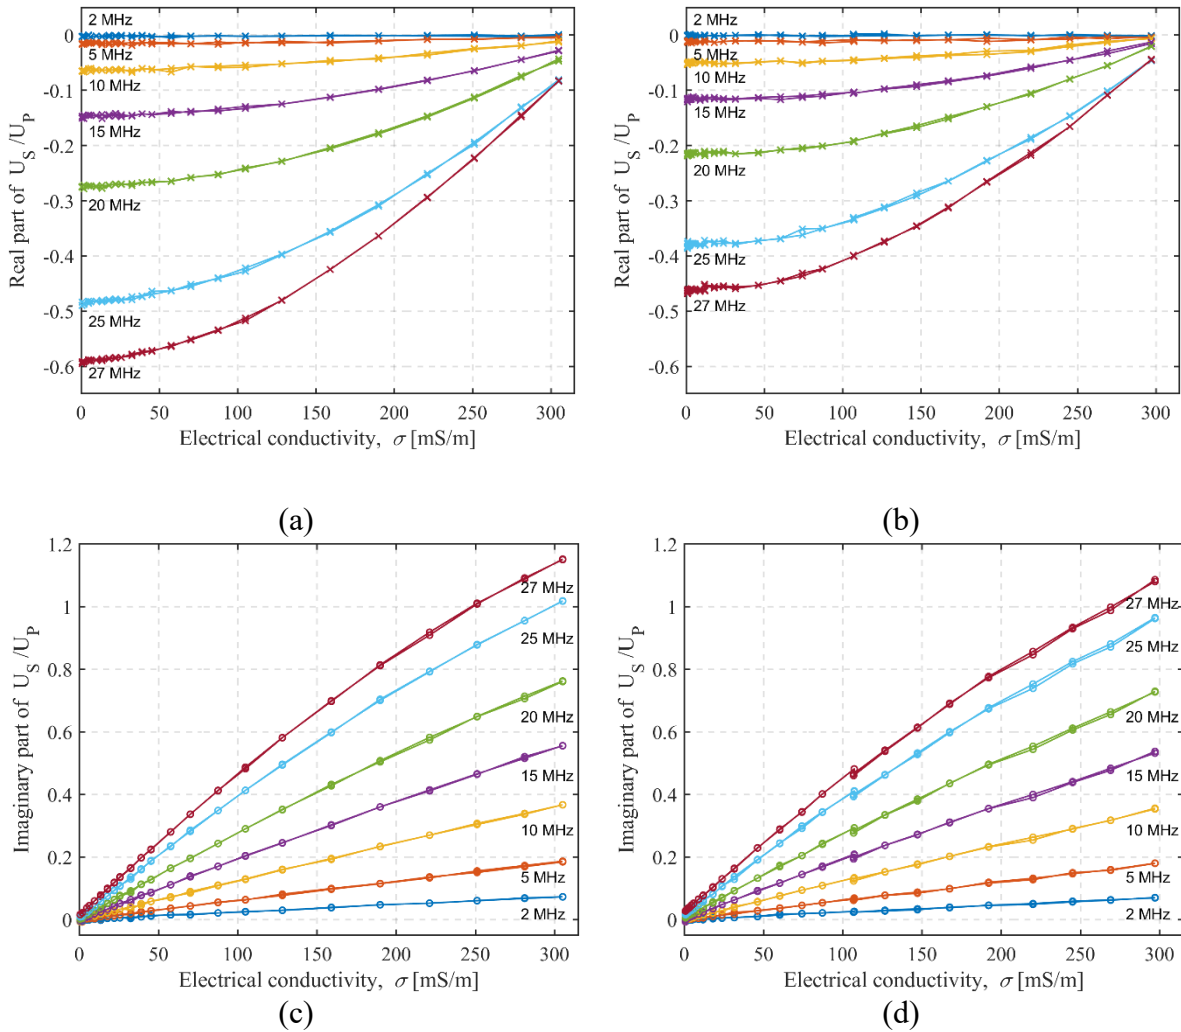 2 MHz
5 MHz
10 MHz
15 MHz
20 MHz
25 MHz
27 MHz
0
-0.1
-0.2
-0.3
-0.4
-0.5
-0.6
Real part of U_S /U_P
0 50 100 150 200 250 300
Electrical conductivity, σ [mS/m]
(a)
2 MHz
5 MHz
10 MHz
15 MHz
20 MHz
25 MHz
27 MHz
0
-0.1
-0.2
-0.3
-0.4
-0.5
-0.6
Real part of U_S /U_P
0 50 100 150 200 250 300
Electrical conductivity, σ [mS/m]
(b)
1.2
1
0.8
0.6
0.4
0.2
0
Imaginary part of U_S /U_P
27 MHz
25 MHz
20 MHz
15 MHz
10 MHz
5 MHz
2 MHz
0 50 100 150 200 250 300
Electrical conductivity, σ [mS/m]
(c)
1.2
1
0.8
0.6
0.4
0.2
0
Imaginary part of U_S /U_P
27 MHz
25 MHz
20 MHz
15 MHz
10 MHz
5 MHz
2 MHz
0 50 100 150 200 250 300
Electrical conductivity, σ [mS/m]
(d)